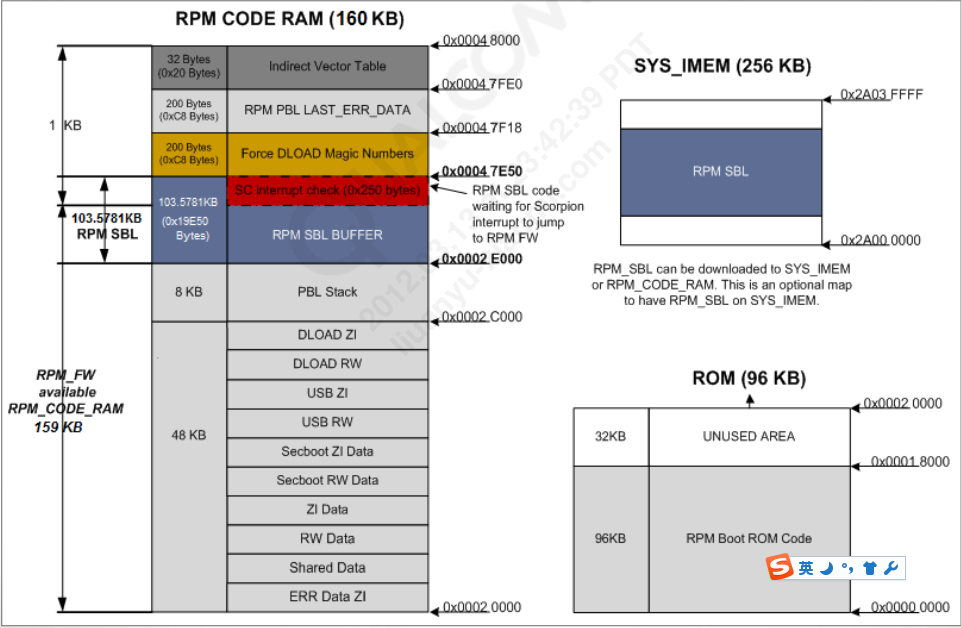 RPM CODE RAM (160 KB)
32 Bytes
(0x20 Bytes)
Indirect Vector Table
0x0004 8000
0x0004 7FE0
200 Bytes
(0xC8 Bytes)
RPM PBL LAST_ERR_DATA
0x0004 7F18
200 Bytes
(0xC8 Bytes)
Force DLOAD Magic Numbers
0x0004 7E50
1 KB
SC interrupt check (0x250 bytes)
RPM SBL code
waiting for Scorpion
interrupt to jump
to RPM FW
103.5781KB
(0x19E50
Bytes)
RPM SBL BUFFER
103.5781KB
RPM SBL
0x0002 E000
8 KB
PBL Stack
0x0002 C000
48 KB
DLOAD ZI
DLOAD RW
USB ZI
USB RW
Secboot ZI Data
Secboot RW Data
ZI Data
RW Data
Shared Data
ERR Data ZI
0x0002 0000
RPM_FW
available
RPM_CODE_RAM
159 KB
SYS_IMEM (256 KB)
0x2A03 FFFF
RPM SBL
0x2A00 0000
RPM_SBL can be downloaded to SYS_IMEM
or RPM_CODE_RAM. This is an optional map
to have RPM_SBL on SYS_IMEM.
ROM (96 KB)
0x0002 0000
32KB
UNUSED AREA
0x0001 8000
96KB
RPM Boot ROM Code
0x0000 0000
S 英